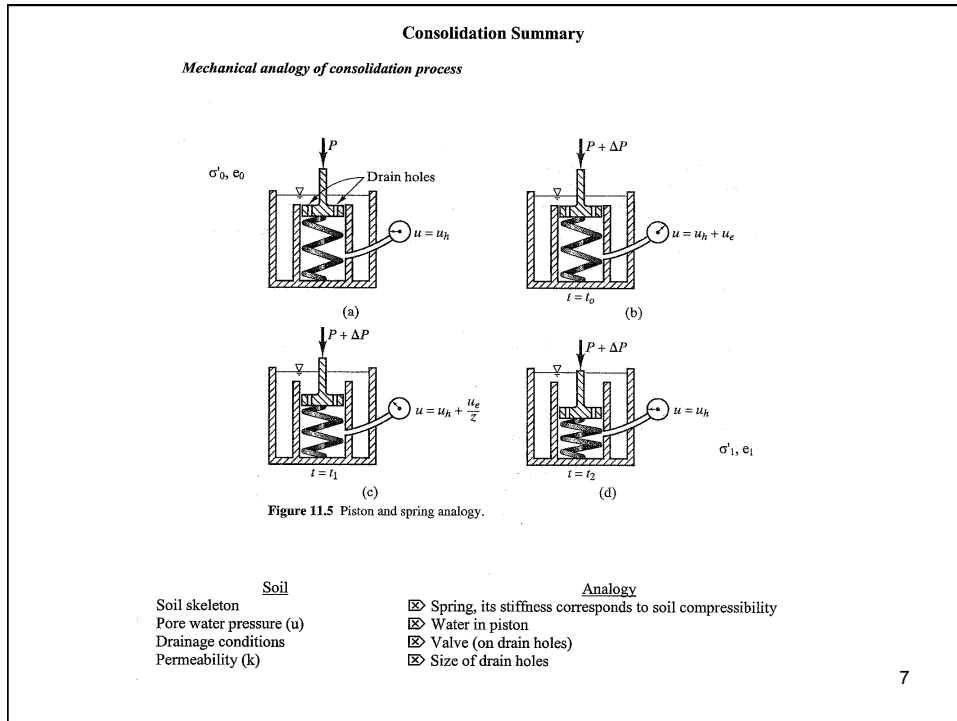 Consolidation Summary
Mechanical analogy of consolidation process
σ'0, e0
P
Drain holes
u = uh
(a)
P + ΔP
u = uh + ue
t = to
(b)
P + ΔP
u = uh + ue/z
t = t1
(c)
P + ΔP
u = uh
σ'1, e1
t = t2
(d)
Figure 11.5 Piston and spring analogy.
Soil Analogy
Soil skeleton Spring, its stiffness corresponds to soil compressibility
Pore water pressure (u) Water in piston
Drainage conditions Valve (on drain holes)
Permeability (k) Size of drain holes
7